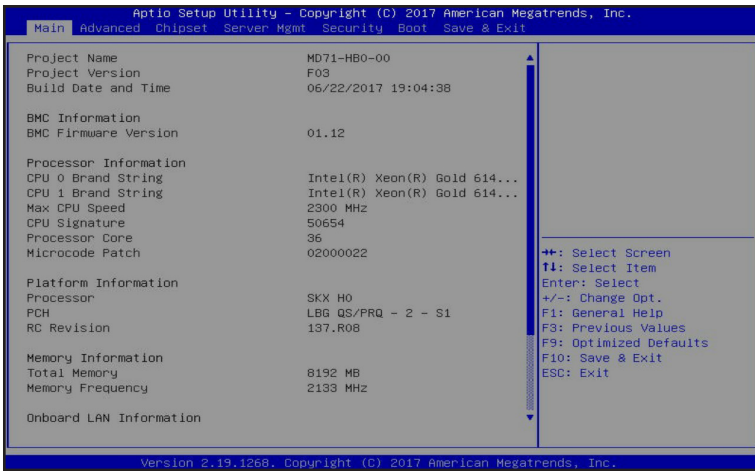 Aptio Setup Utility – Copyright (C) 2017 American Megatrends, Inc.
Main Advanced Chipset Server Mgmt Security Boot Save & Exit
Project Name MD71-HB0-00
Project Version F03
Build Date and Time 06/22/2017 19:04:38
BMC Information
BMC Firmware Version 01.12
Processor Information
CPU 0 Brand String Intel(R) Xeon(R) Gold 614...
CPU 1 Brand String Intel(R) Xeon(R) Gold 614...
Max CPU Speed 2300 MHz
CPU Signature 50654
Processor Core 36
Microcode Patch 02000022
Platform Information
Processor SKX H0
PCH LBG QS/PRQ - 2 - S1
RC Revision 137.R08
Memory Information
Total Memory 8192 MB
Memory Frequency 2133 MHz
Onboard LAN Information
→←: Select Screen
↑↓: Select Item
Enter: Select
+/-: Change Opt.
F1: General Help
F3: Previous Values
F9: Optimized Defaults
F10: Save & Exit
ESC: Exit
Version 2.19.1268. Copyright (C) 2017 American Megatrends, Inc.